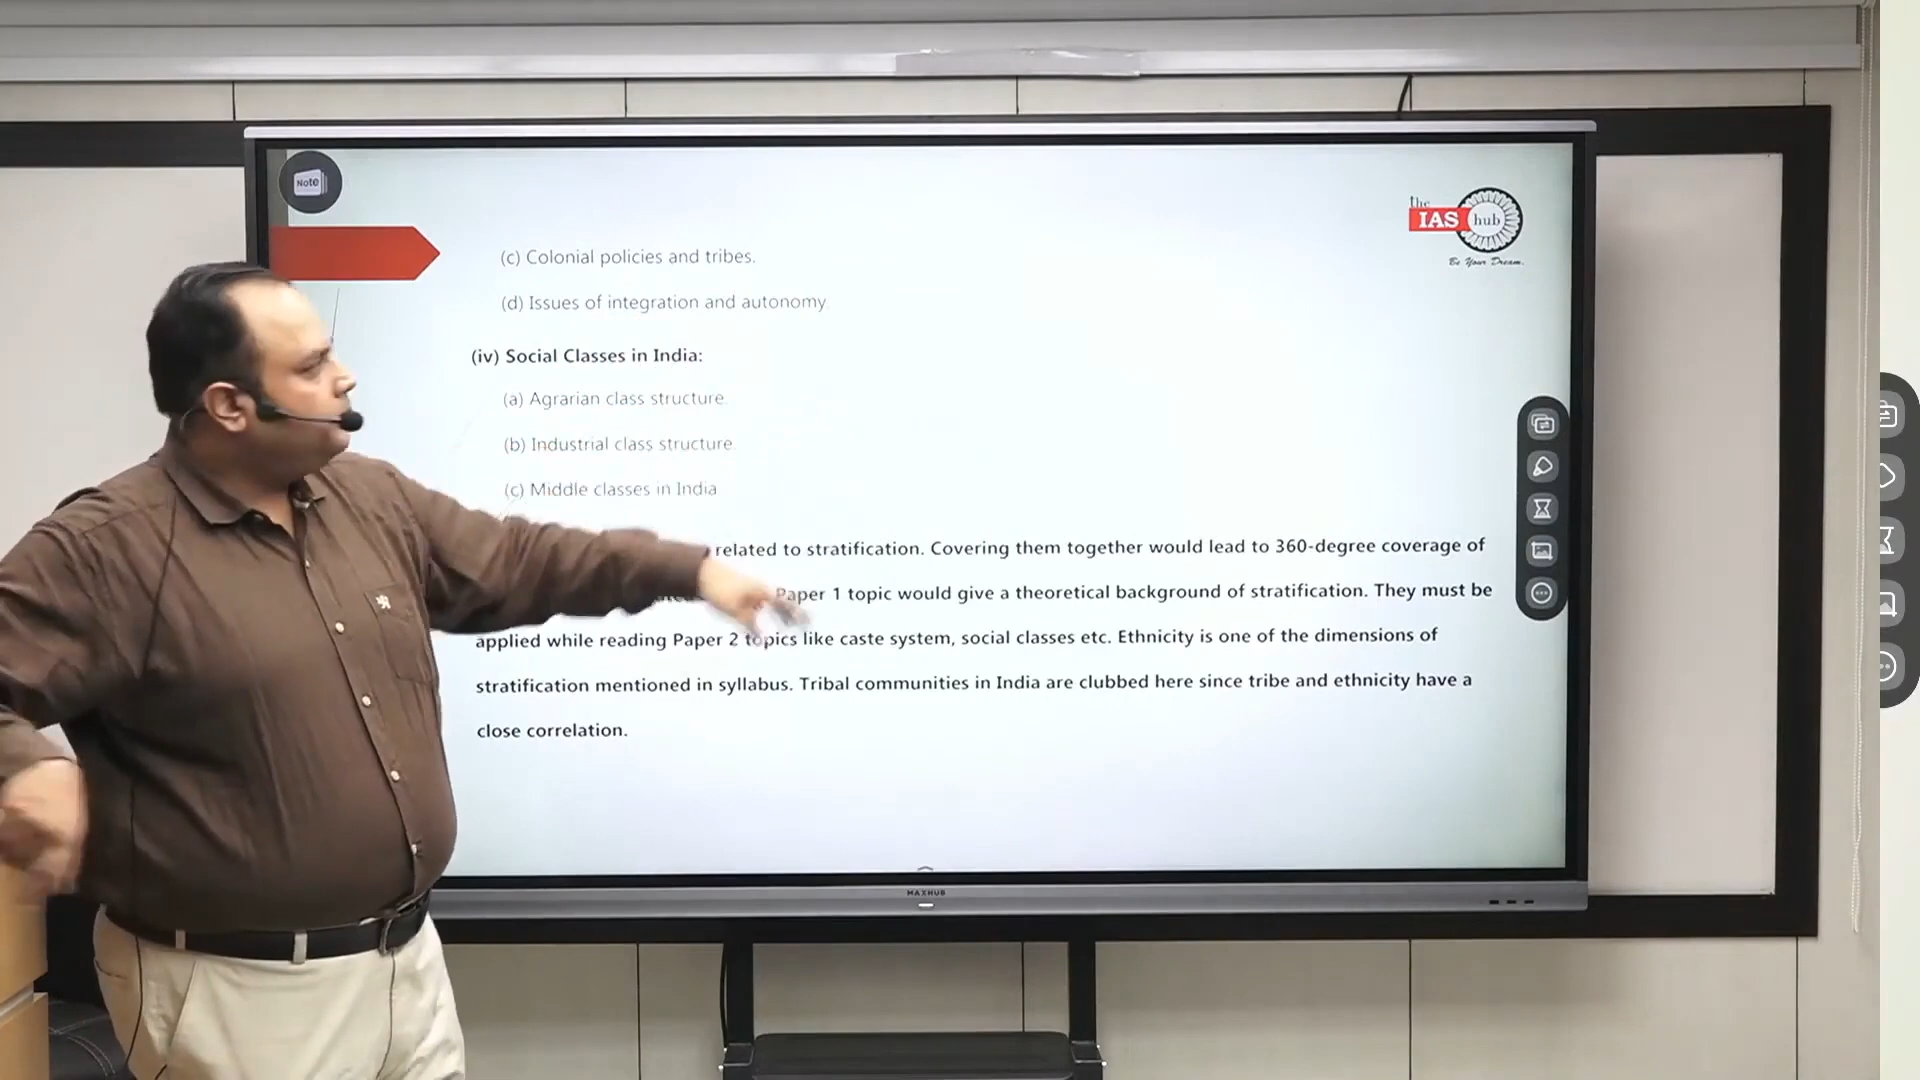 Note
the
IAS hub
Be Your Dream.
(c) Colonial policies and tribes.
(d) Issues of integration and autonomy.
(iv) Social Classes in India:
(a) Agrarian class structure.
(b) Industrial class structure.
(c) Middle classes in India
related to stratification. Covering them together would lead to 360-degree coverage of
Paper 1 topic would give a theoretical background of stratification. They must be
applied while reading Paper 2 topics like caste system, social classes etc. Ethnicity is one of the dimensions of
stratification mentioned in syllabus. Tribal communities in India are clubbed here since tribe and ethnicity have a
close correlation.
MAXHUB